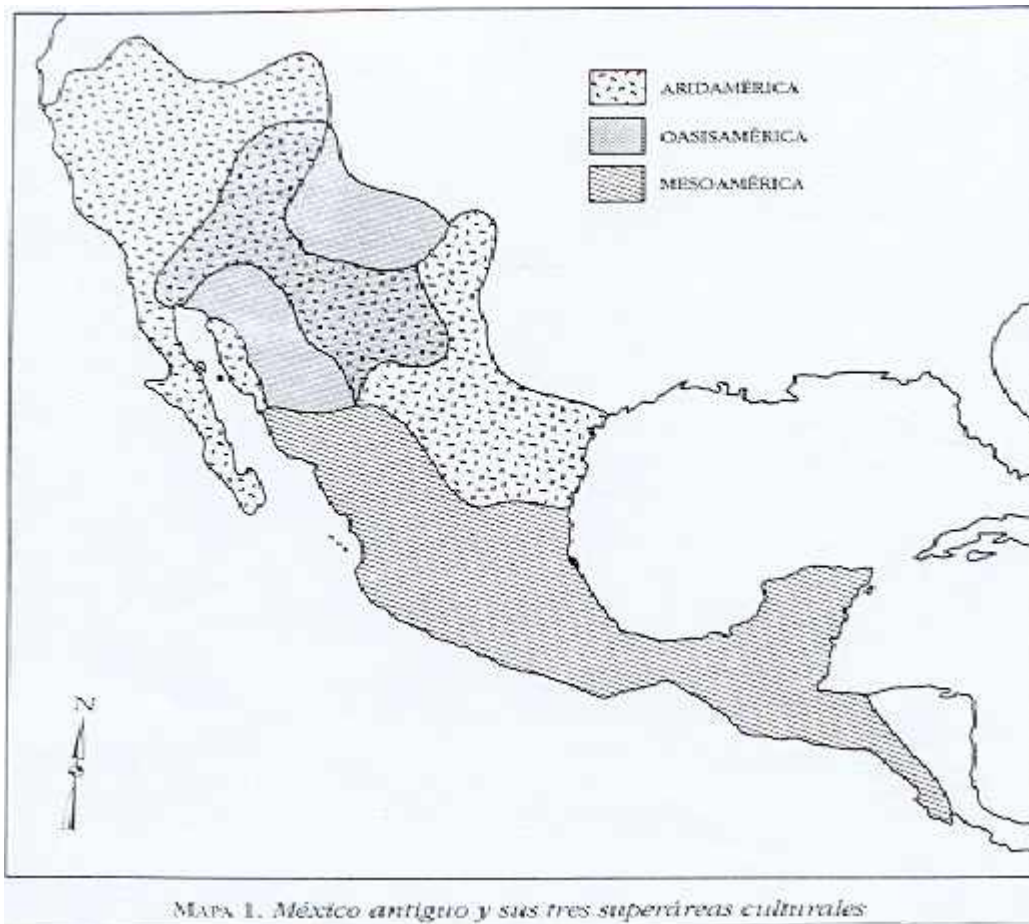 ARIDAMÉRICA
OASISAMÉRICA
MESOAMÉRICA
N
MAPA 1. México antiguo y sus tres superáreas culturales